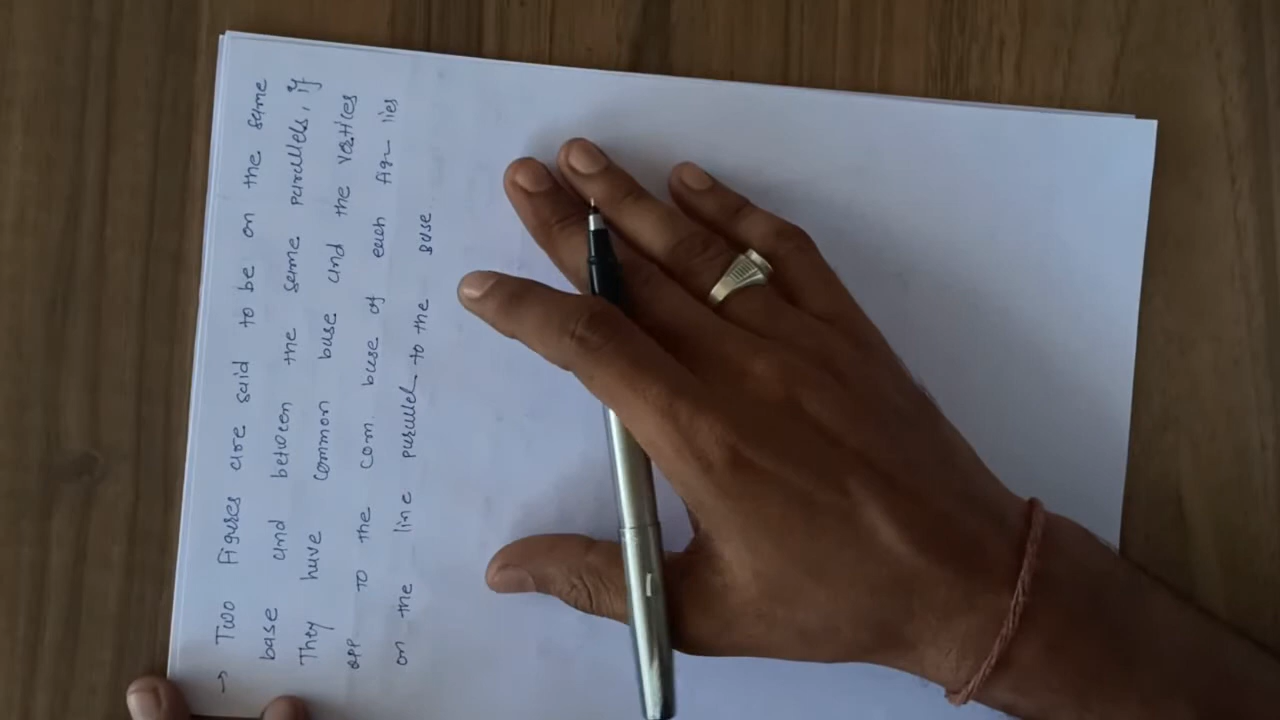 → Two figures are said to be on the same
base and between the same parallels, if
They have common base and the vertices
opp to the com. base of each fig- lies
on the line parallel to the base